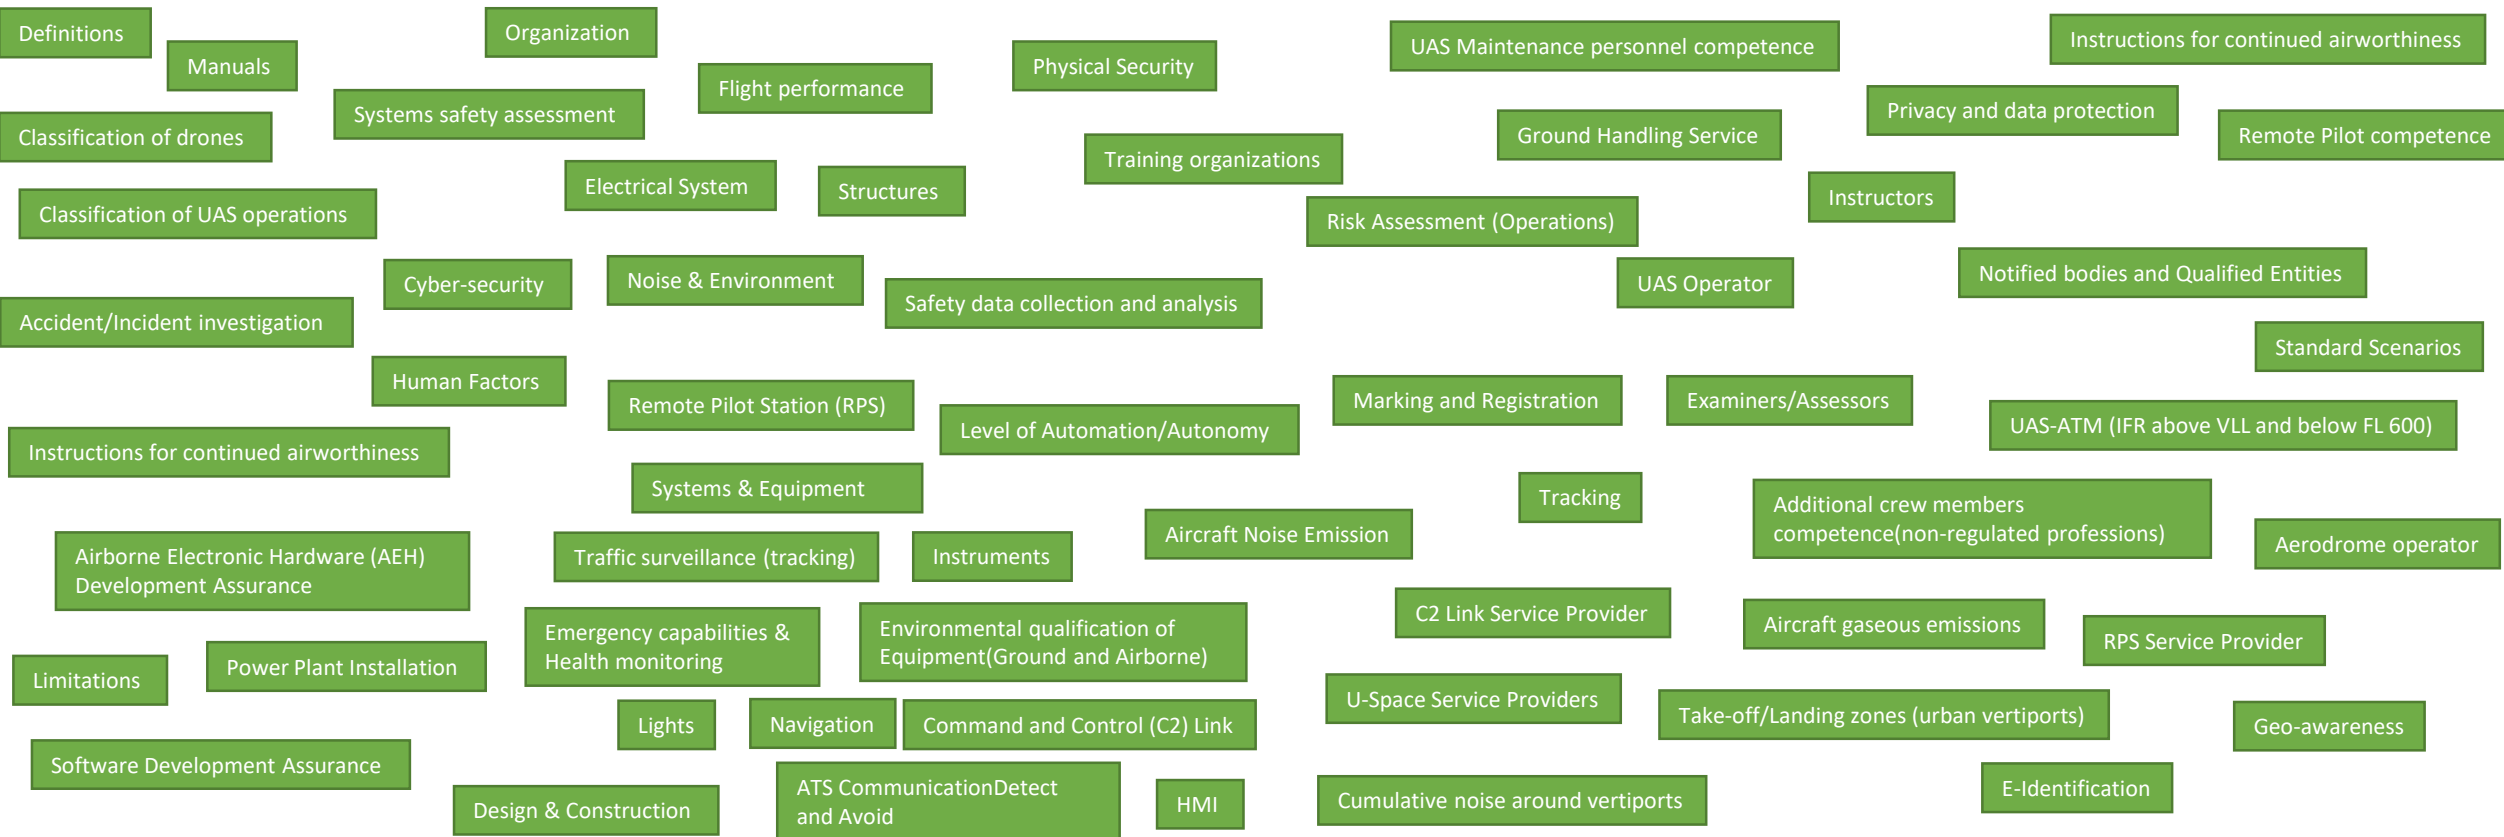 Definitions
Organization
Manuals
Physical Security
UAS Maintenance personnel competence
Instructions for continued airworthiness
Flight performance
Systems safety assessment
Classification of drones
Privacy and data protection
Ground Handling Service
Remote Pilot competence
Training organizations
Electrical System
Structures
Instructors
Classification of UAS operations
Risk Assessment (Operations)
Cyber-security
Noise & Environment
UAS Operator
Notified bodies and Qualified Entities
Safety data collection and analysis
Accident/Incident investigation
Standard Scenarios
Human Factors
Remote Pilot Station (RPS)
Marking and Registration
Examiners/Assessors
Level of Automation/Autonomy
UAS-ATM (IFR above VLL and below FL 600)
Instructions for continued airworthiness
Systems & Equipment
Tracking
Additional crew members
competence(non-regulated professions)
Aircraft Noise Emission
Aerodrome operator
Airborne Electronic Hardware (AEH)
Development Assurance
Traffic surveillance (tracking)
Instruments
C2 Link Service Provider
Aircraft gaseous emissions
RPS Service Provider
Emergency capabilities &
Health monitoring
Environmental qualification of
Equipment(Ground and Airborne)
Limitations
Power Plant Installation
U-Space Service Providers
Take-off/Landing zones (urban vertiports)
Geo-awareness
Lights
Navigation
Command and Control (C2) Link
Software Development Assurance
E-Identification
Design & Construction
ATS CommunicationDetect
and Avoid
HMI
Cumulative noise around vertiports